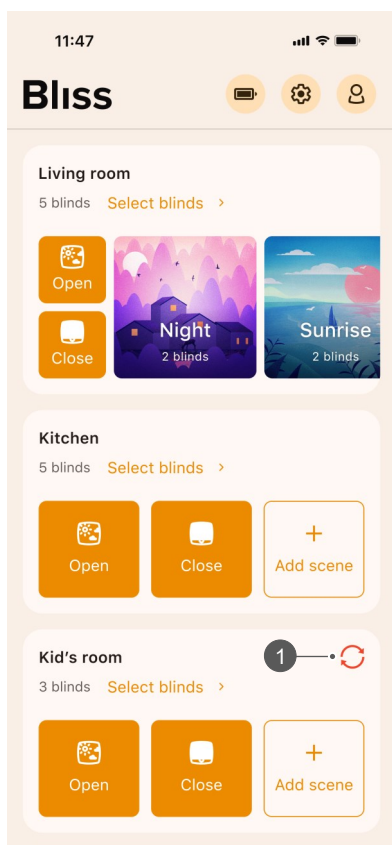 11:47
Blıss
Living room
5 blinds Select blinds >
Open
Close
Night
2 blinds
Sunrise
2 blinds
Kitchen
5 blinds Select blinds >
Open Close + Add scene
Kid's room
1
3 blinds Select blinds >
Open Close + Add scene